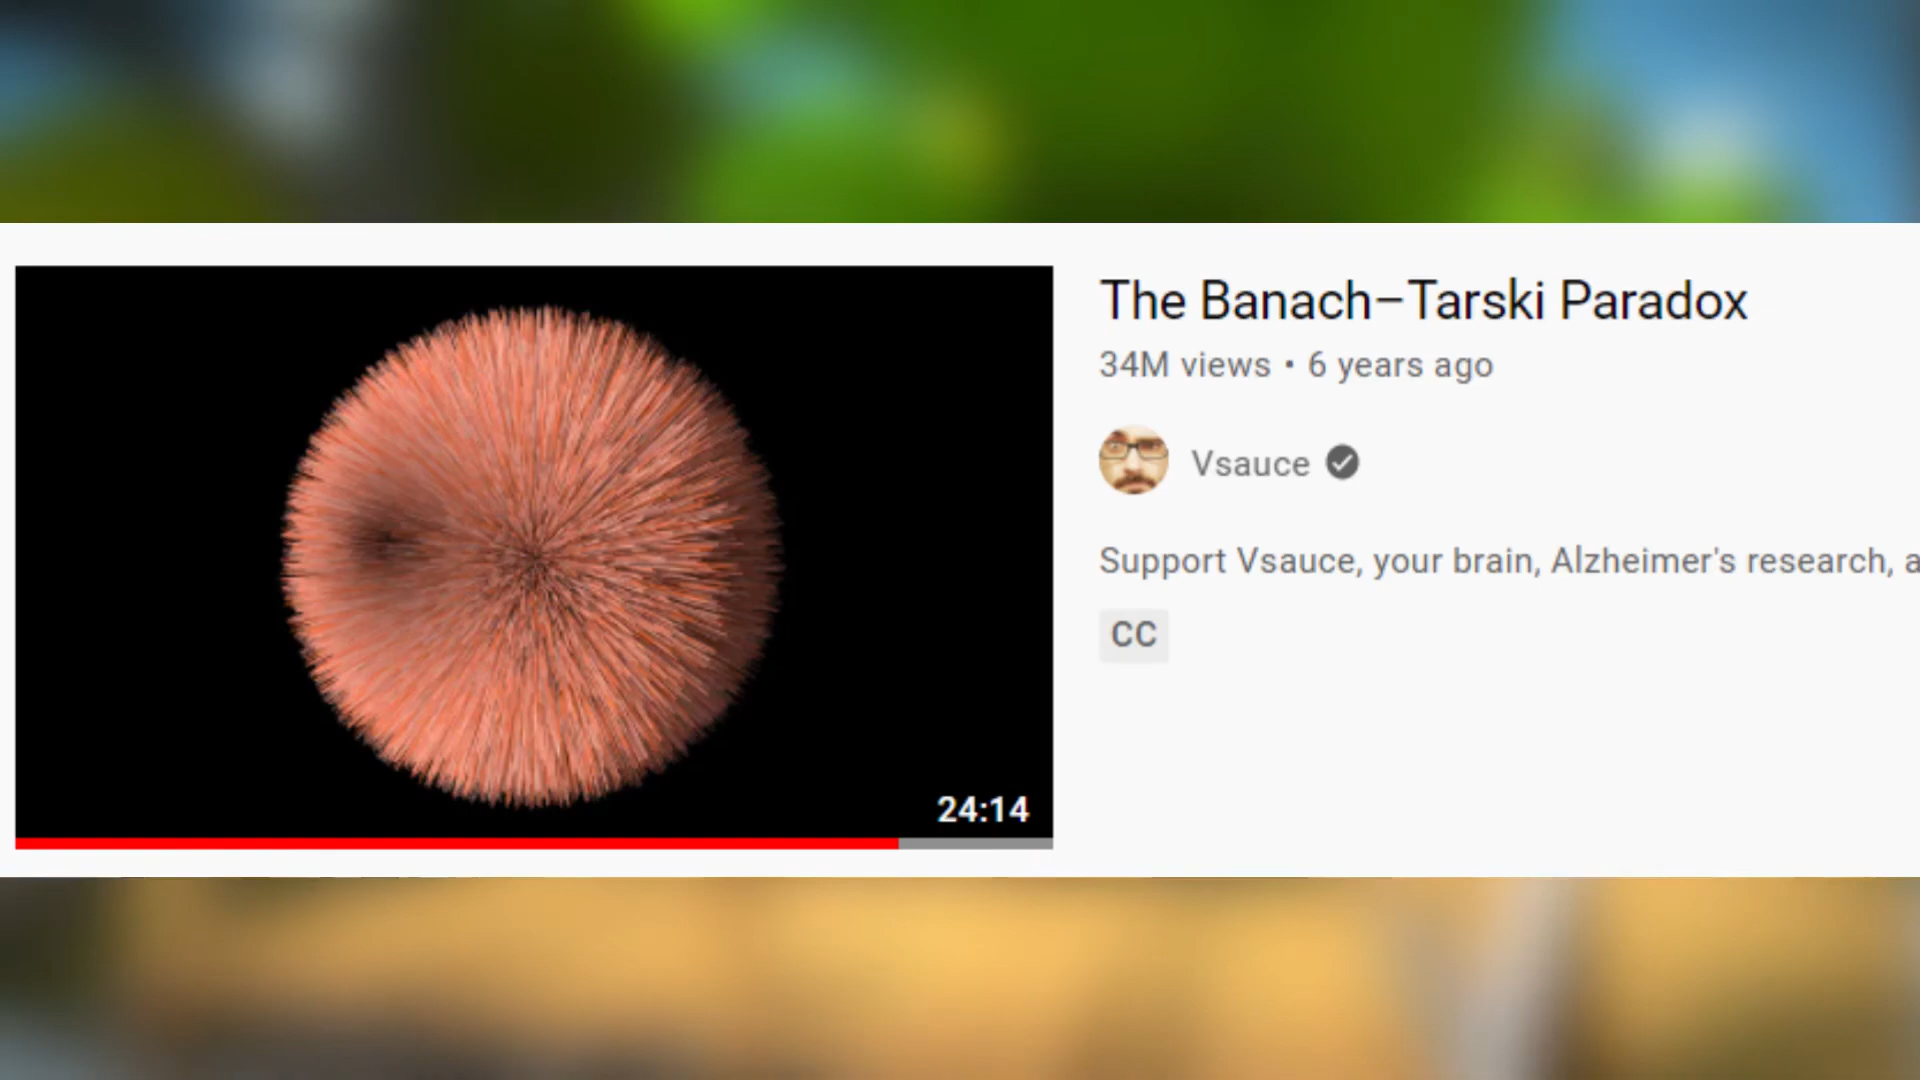 The Banach–Tarski Paradox
34M views • 6 years ago
Vsauce
Support Vsauce, your brain, Alzheimer's research, a
CC
24:14